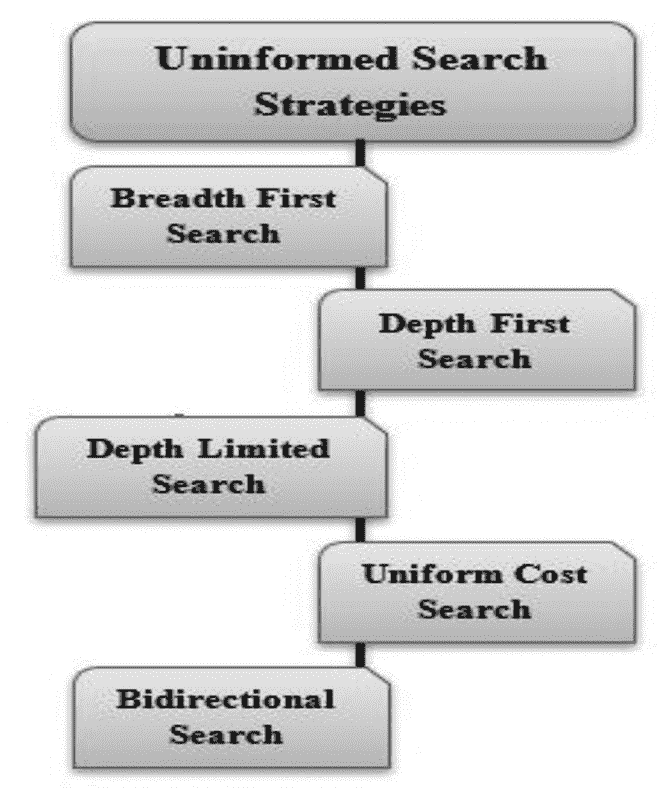 Uninformed Search
Strategies
Breadth First
Search
Depth First
Search
Depth Limited
Search
Uniform Cost
Search
Bidirectional
Search